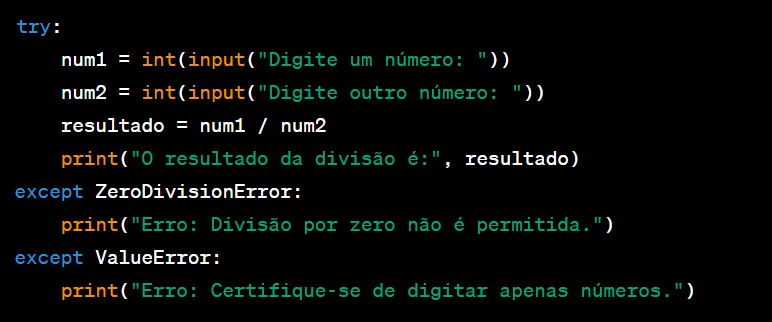 try:
    num1 = int(input("Digite um número: "))
    num2 = int(input("Digite outro número: "))
    resultado = num1 / num2
    print("O resultado da divisão é:", resultado)
except ZeroDivisionError:
    print("Erro: Divisão por zero não é permitida.")
except ValueError:
    print("Erro: Certifique-se de digitar apenas números.")